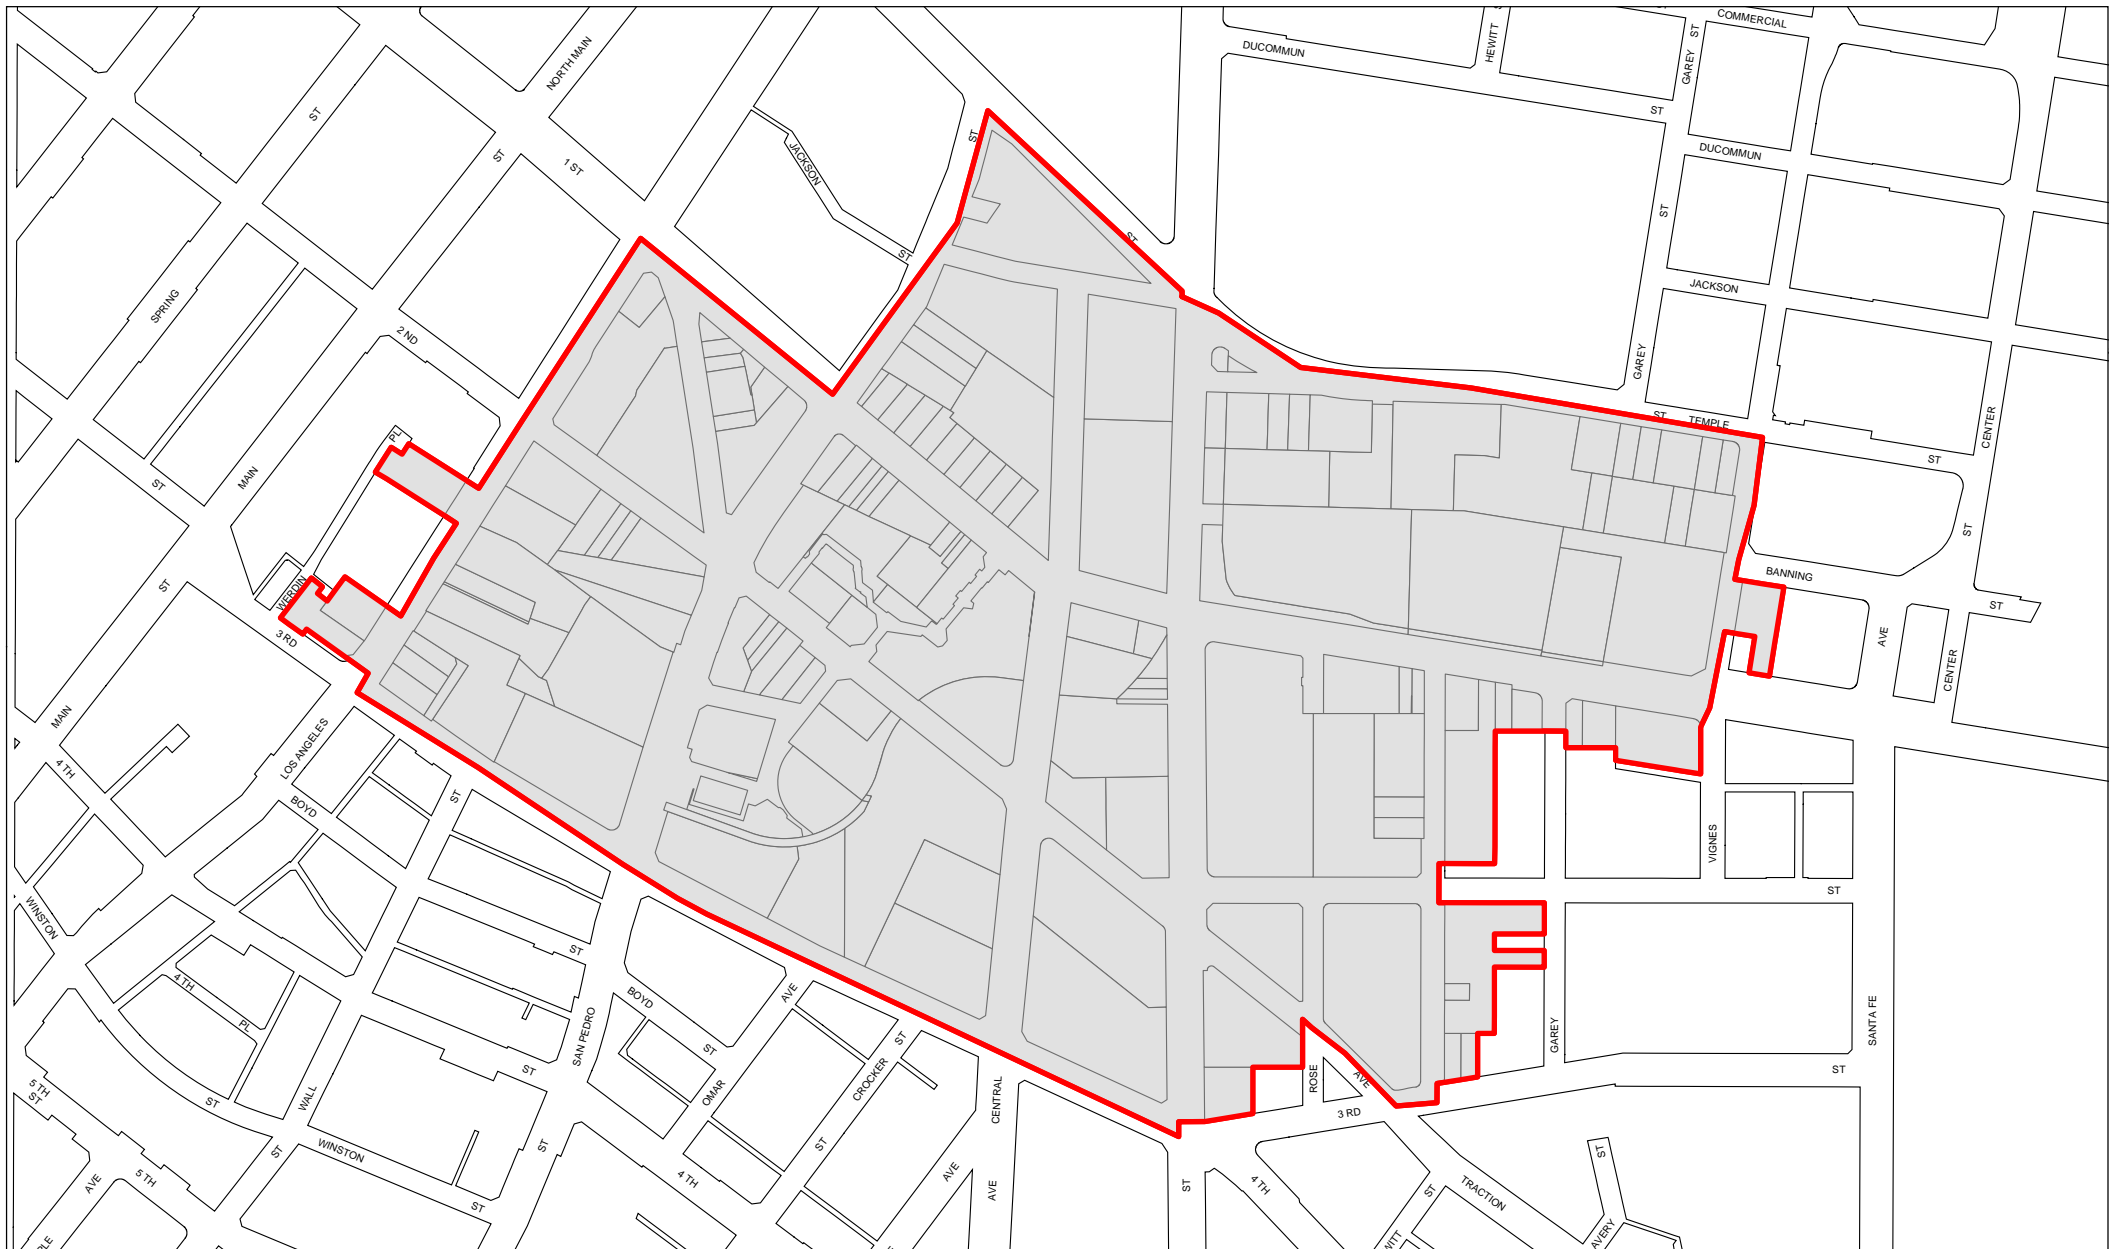 COMMERCIAL
ST
HEWITT
GAREY
DUCOMMUN
NORTH MAIN
ST
ST
ST
1 ST
JACKSON
ST
DUCOMMUN
ST
ST
ST
JACKSON
SPRING
2 ND
GAREY
ST
TEMPLE
CENTER
ST
PL
MAIN
ST
ST
BANNING
ST
WERDIN
3 RD
ST
AVE
CENTER
MAIN
LOS ANGELES
4 TH
BOYD
ST
VIGNES
ST
WINSTON
ST
4 TH
PL
BOYD
AVE
SAN PEDRO
ST
ST
CROCKER
OMAR
ST
GAREY
SANTA FE
ST
5 TH
ST
ST
WALL
CENTRAL
ROSE
AVE
3 RD
WINSTON
ST
ST
ST
AVE
5 TH
AVE
ST
4 TH
AVE
ST
4 TH
ST
TRACTION
ST
AVERY